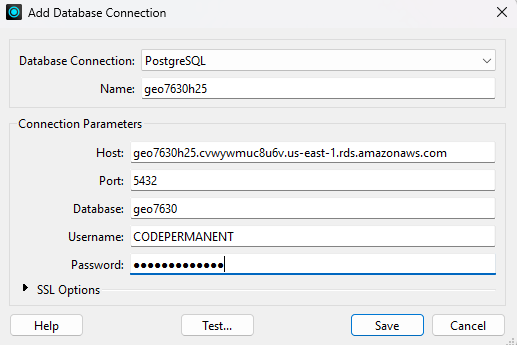 Add Database Connection
Database Connection: PostgreSQL
Name: geo7630h25
Connection Parameters
Host: geo7630h25.cvwywmuc8u6v.us-east-1.rds.amazonaws.com
Port: 5432
Database: geo7630
Username: CODEPERMANENT
Password: ●●●●●●●●●●●●●
SSL Options
Help Test... Save Cancel